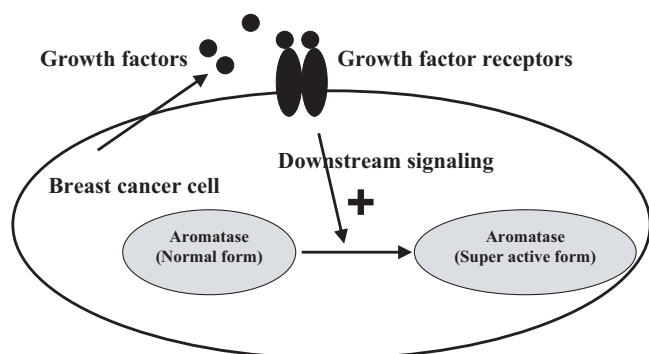 Growth factors
Growth factor receptors
Downstream signaling
Breast cancer cell
+
Aromatase
(Normal form)
Aromatase
(Super active form)